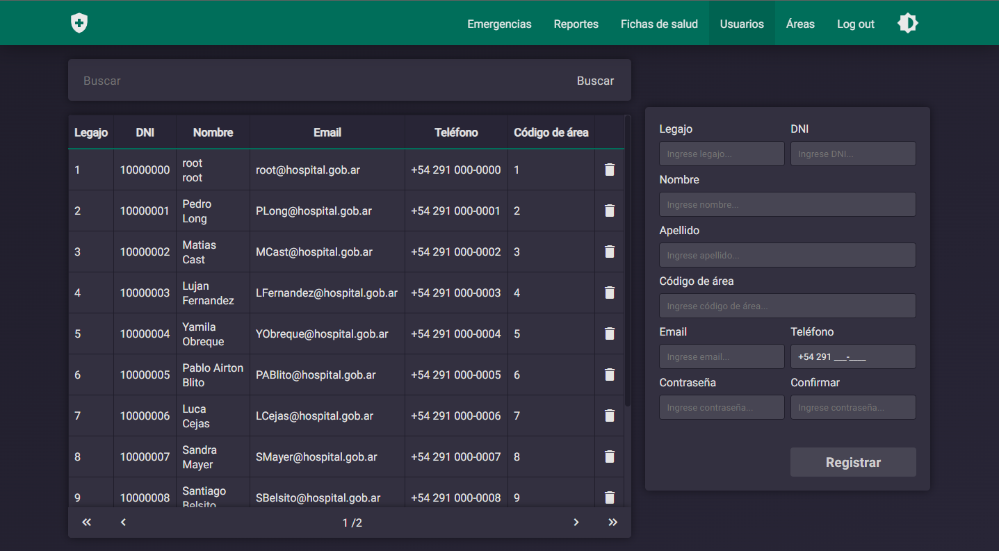 Emergencias Reportes Fichas de salud Usuarios Áreas Log out
Buscar Buscar
Legajo DNI Nombre Email Teléfono Código de área
1 10000000 root root root@hospital.gob.ar +54 291 000-0000 1
2 10000001 Pedro Long PLong@hospital.gob.ar +54 291 000-0001 2
3 10000002 Matias Cast MCast@hospital.gob.ar +54 291 000-0002 3
4 10000003 Lujan Fernandez LFernandez@hospital.gob.ar +54 291 000-0003 4
5 10000004 Yamila Obreque YObreque@hospital.gob.ar +54 291 000-0004 5
6 10000005 Pablo Airton Blito PABlito@hospital.gob.ar +54 291 000-0005 6
7 10000006 Luca Cejas LCejas@hospital.gob.ar +54 291 000-0006 7
8 10000007 Sandra Mayer SMayer@hospital.gob.ar +54 291 000-0007 8
9 10000008 Santiago Belsito SBelsito@hospital.gob.ar +54 291 000-0008 9
« ‹ 1 /2 › »
Legajo DNI
Ingrese legajo... Ingrese DNI...
Nombre
Ingrese nombre...
Apellido
Ingrese apellido...
Código de área
Ingrese código de área...
Email Teléfono
Ingrese email... +54 291 ___-____
Contraseña Confirmar
Ingrese contraseña... Ingrese contraseña...
Registrar